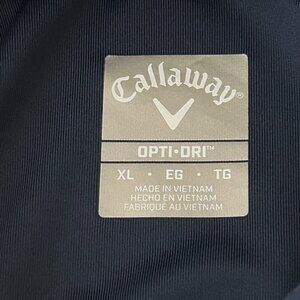 Callaway
OPTI•DRI™
XL • EG • TG
MADE IN VIETNAM
HECHO EN VIETNAM
FABRIQUÉ AU VIETNAM